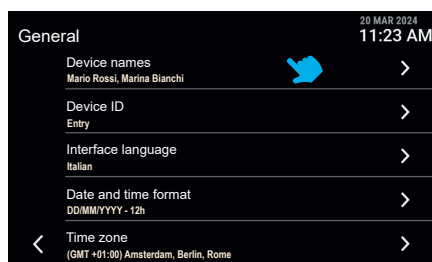 20 MAR 2024
General
11:23 AM
Device names
Mario Rossi, Marina Bianchi
Device ID
Entry
Interface language
Italian
Date and time format
DD/MM/YYYY - 12h
Time zone
(GMT +01:00) Amsterdam, Berlin, Rome